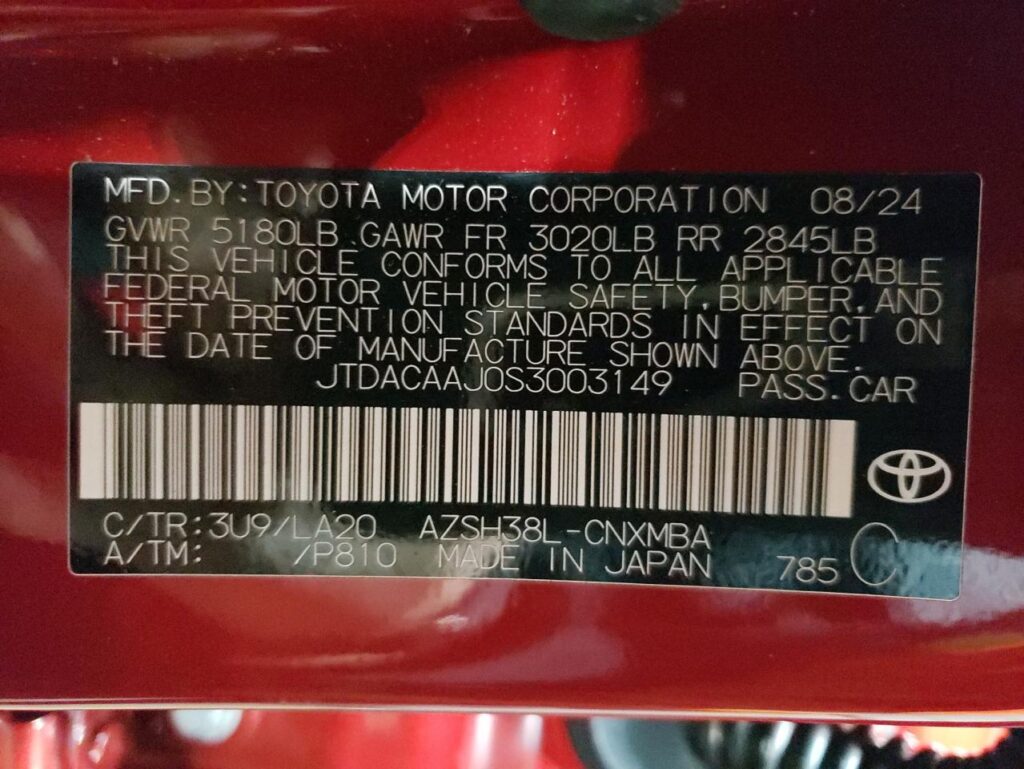 MFD.BY:TOYOTA MOTOR CORPORATION 08/24
GVWR 5180LB GAWR FR 3020LB RR 2845LB
THIS VEHICLE CONFORMS TO ALL APPLICABLE
FEDERAL MOTOR VEHICLE SAFETY,BUMPER,AND
THEFT PREVENTION STANDARDS IN EFFECT ON
THE DATE OF MANUFACTURE SHOWN ABOVE.
JTDACAAJ0S3003149 PASS.CAR
C/TR:3U9/LA20 AZSH38L-CNXMBA
A/TM: /P810 MADE IN JAPAN 785 C